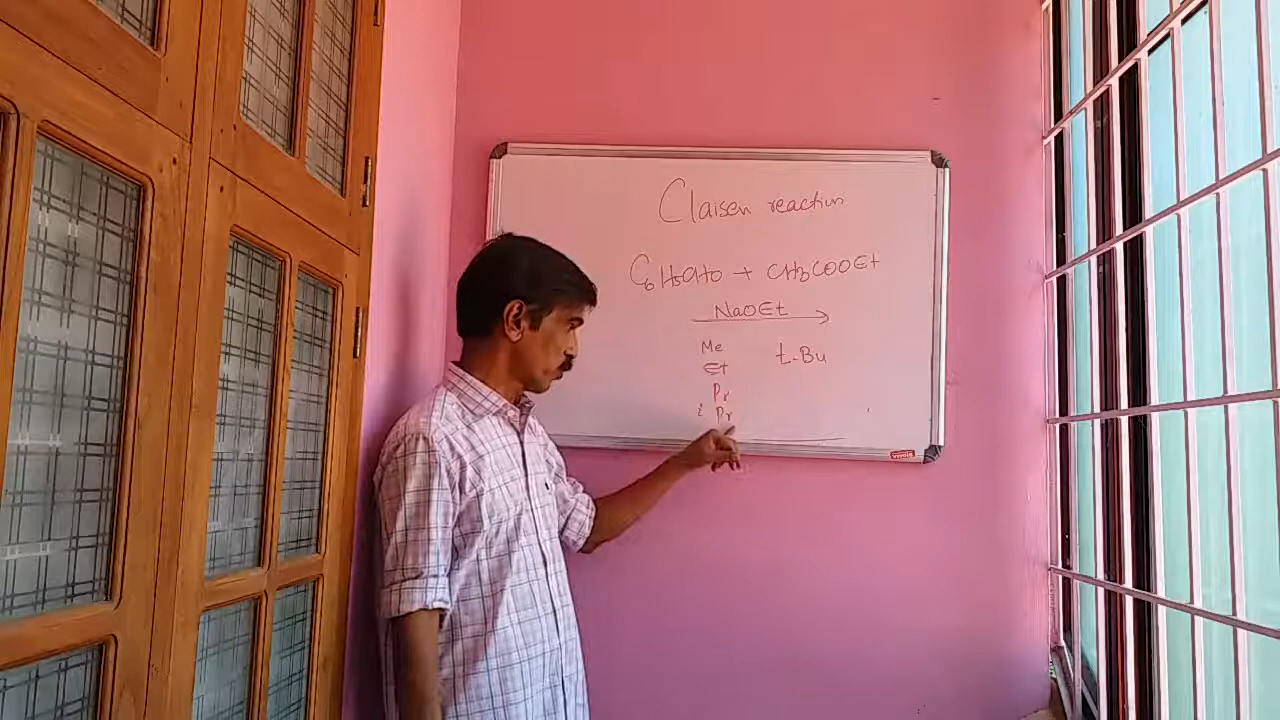 Claisen reaction
C6H5CHO + CH3COOEt
NaOEt
Me
Et t-Bu
Pr
i Pr